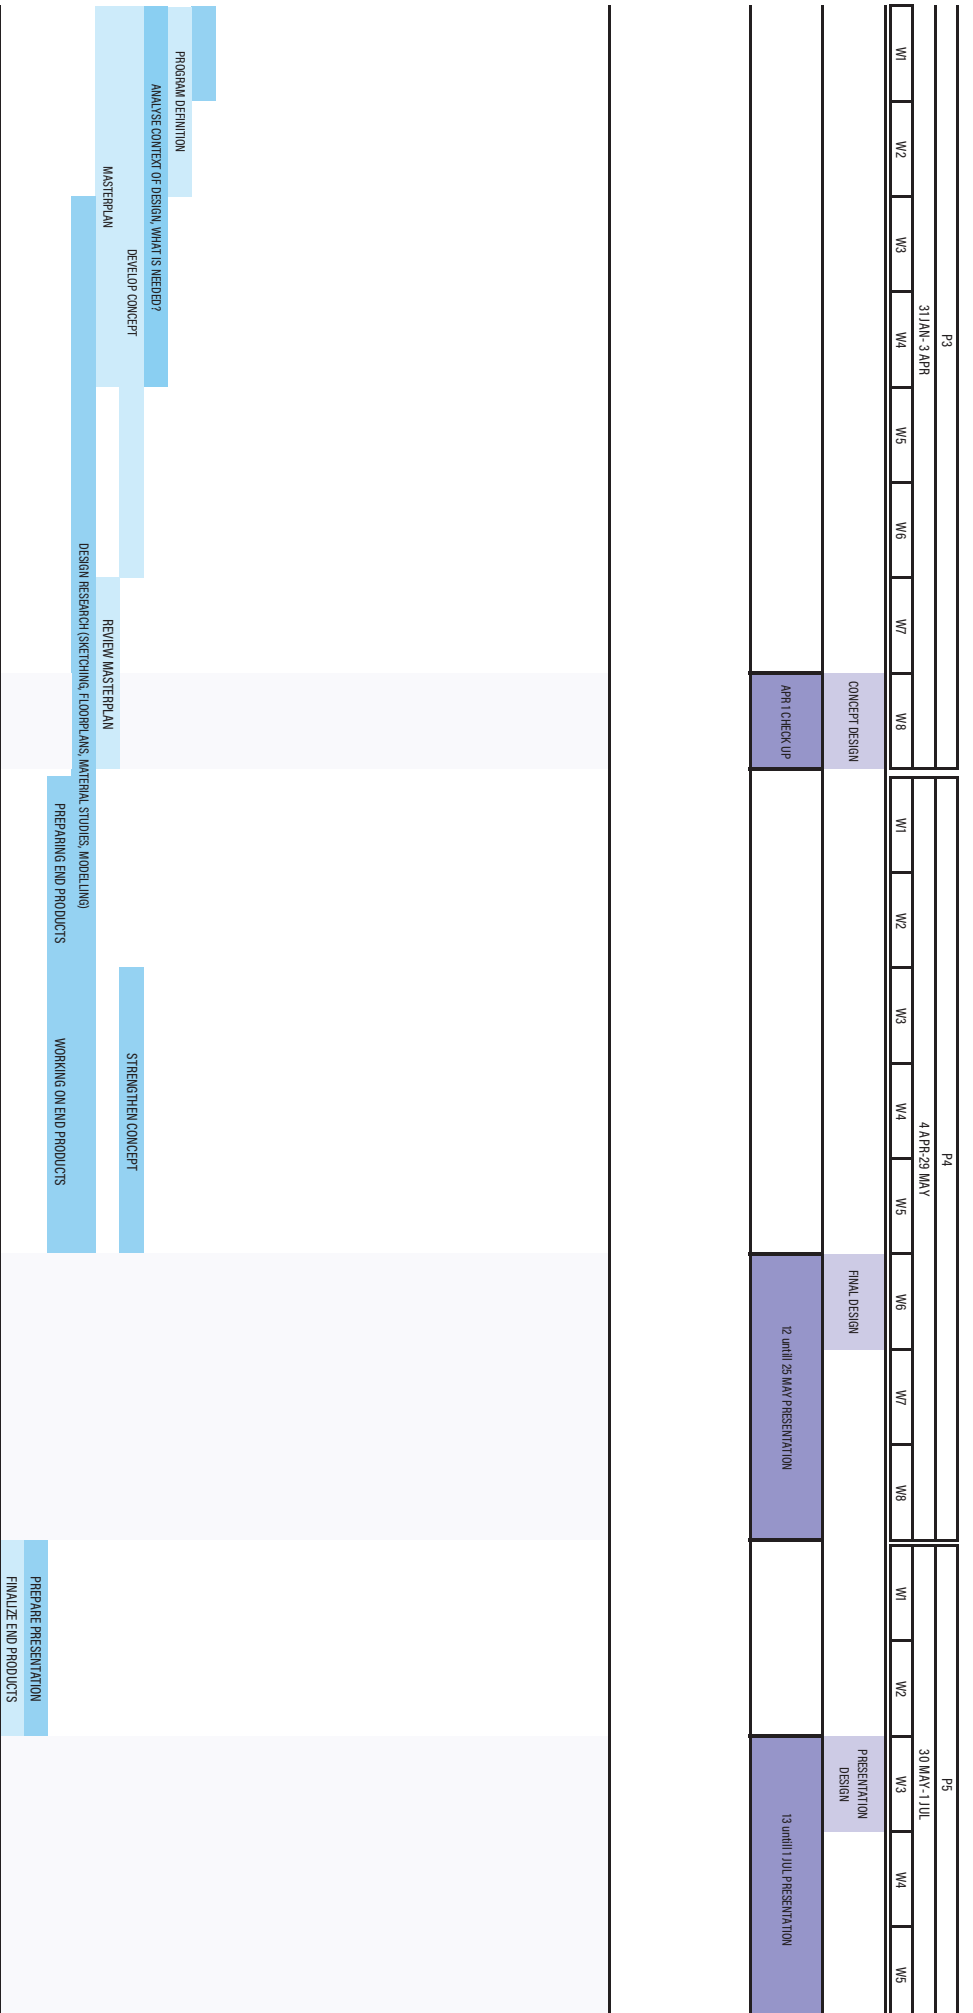 P3
P4
P5
31 JAN - 3 APR
4 APR-29 MAY
30 MAY - 1 JUL
W1
W2
W3
W4
W5
W6
W7
W8
W1
W2
W3
W4
W5
W6
W7
W8
W1
W2
W3
W4
W5
CONCEPT DESIGN
FINAL DESIGN
PRESENTATION
DESIGN
APR 1 CHECK UP
12 untill 25 MAY PRESENTATION
13 untill 1 JUL PRESENTATION
PROGRAM DEFINITION
ANALYSE CONTEXT OF DESIGN, WHAT IS NEEDED?
DEVELOP CONCEPT
STRENGTHEN CONCEPT
MASTERPLAN
REVIEW MASTERPLAN
DESIGN RESEARCH (SKETCHING, FLOORPLANS, MATERIAL STUDIES, MODELLING)
PREPARING END PRODUCTS
WORKING ON END PRODUCTS
PREPARE PRESENTATION
FINALIZE END PRODUCTS